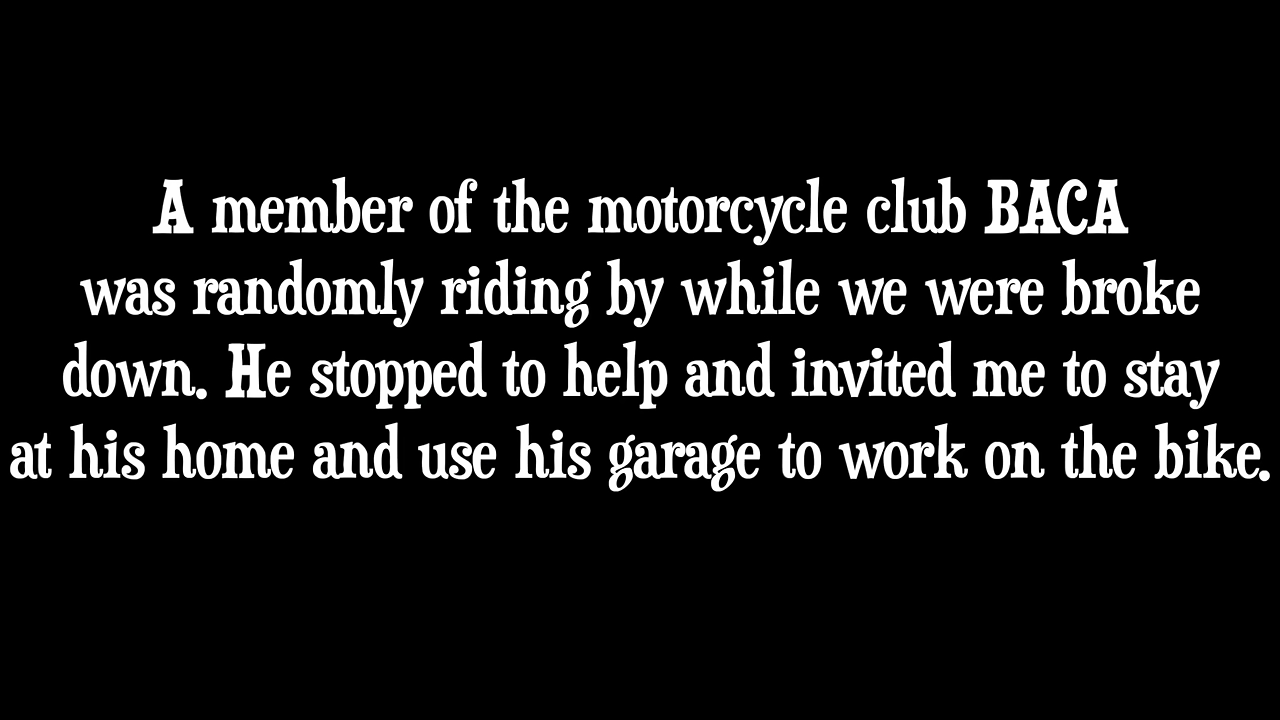 A member of the motorcycle club BACA
was randomly riding by while we were broke
down. He stopped to help and invited me to stay
at his home and use his garage to work on the bike.